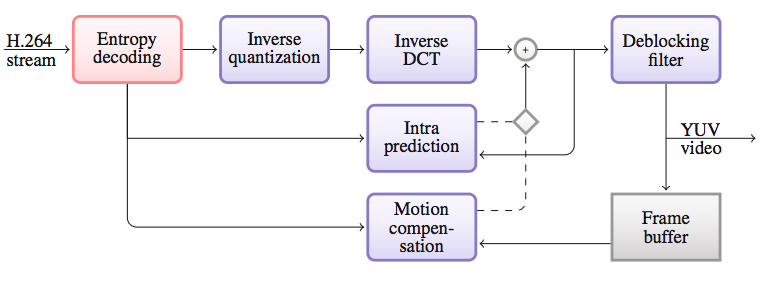 H.264
stream
Entropy
decoding
Inverse
quantization
Inverse
DCT
+
Deblocking
filter
Intra
prediction
YUV
video
Motion
compen-
sation
Frame
buffer